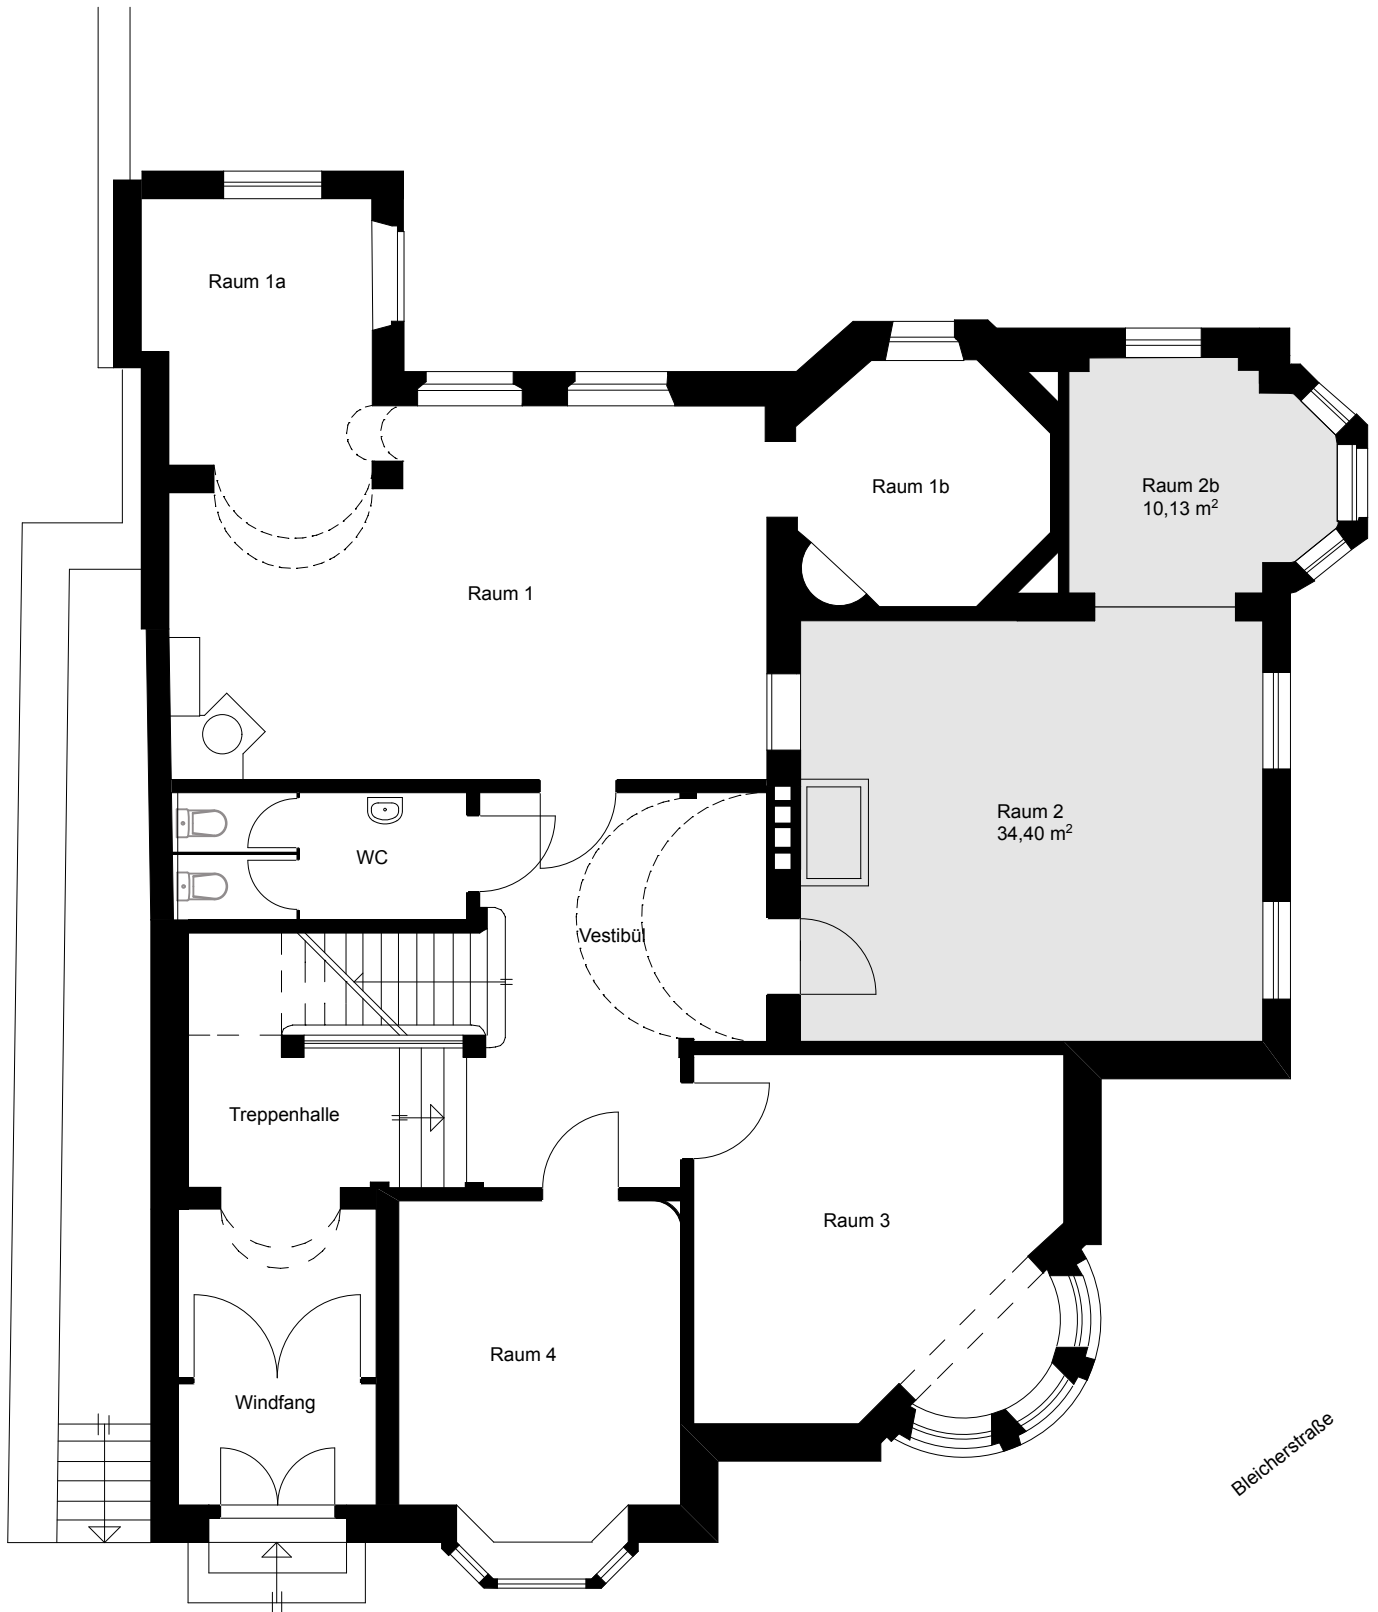 Raum 1a
Raum 1b
Raum 2b
10,13 m²
Raum 1
Raum 2
34,40 m²
WC
Vestibül
Treppenhalle
Raum 3
Raum 4
Windfang
Bleicherstraße